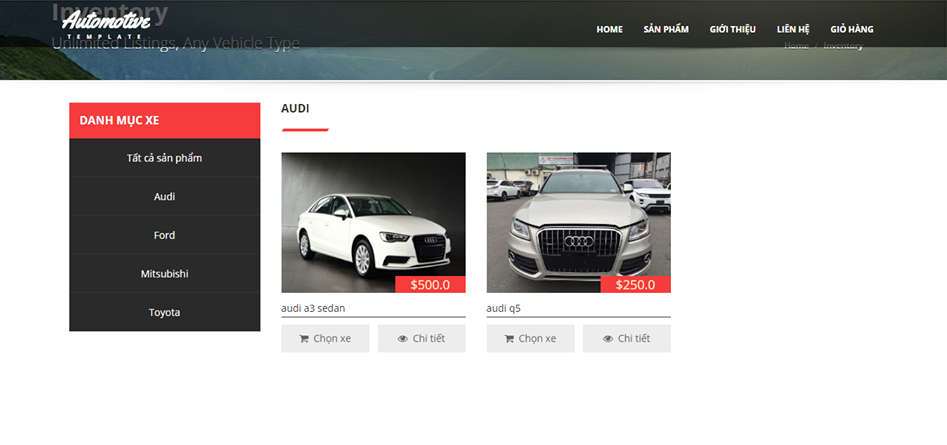 Inventory
Automotive
TEMPLATE
Unlimited Listings, Any Vehicle Type
HOME SẢN PHẨM GIỚI THIỆU LIÊN HỆ GIỎ HÀNG
Home / Inventory
DANH MỤC XE
Tất cả sản phẩm
Audi
Ford
Mitsubishi
Toyota
AUDI
$500.0
audi a3 sedan
Chọn xe Chi tiết
$250.0
audi q5
Chọn xe Chi tiết